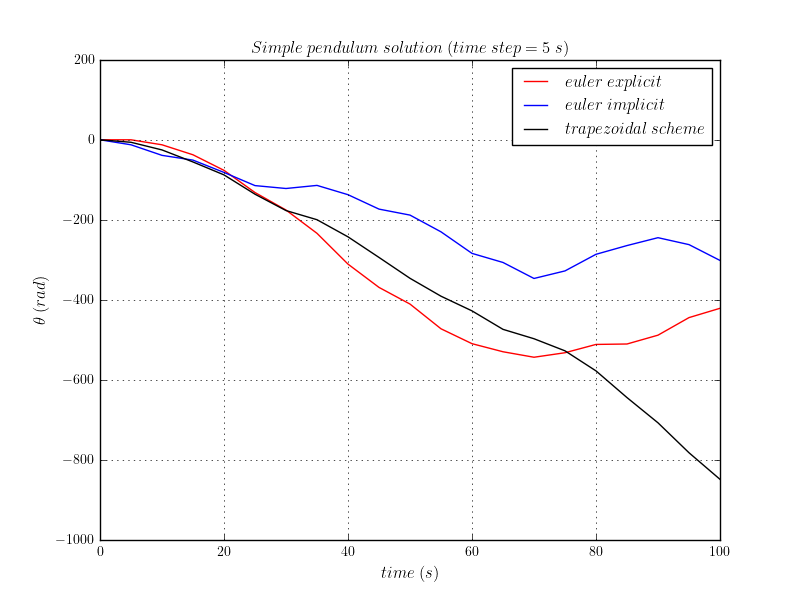 Simple pendulum solution (time step = 5 s)
200
0
−200
−400
−600
−800
−1000
θ (rad)
euler explicit
euler implicit
trapezoidal scheme
0
20
40
60
80
100
time (s)